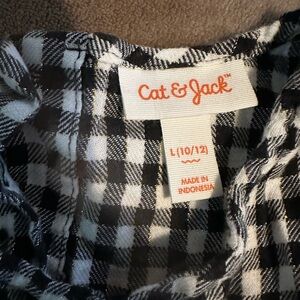 Cat & Jack™
L (10/12)
MADE IN
INDONESIA